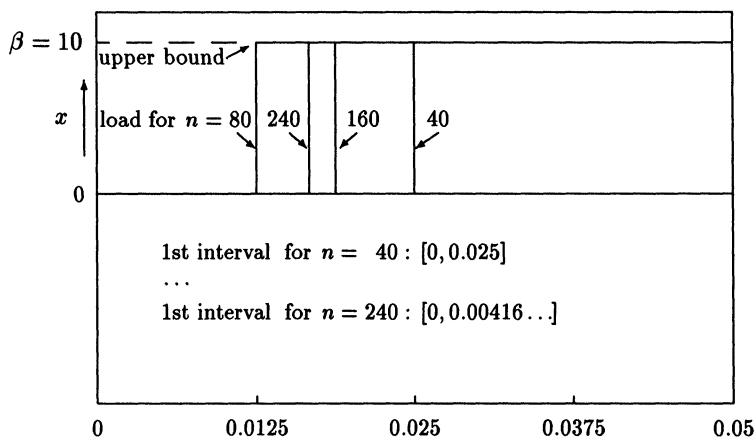 β = 10
upper bound
x
load for n = 80 240 160 40
0
1st interval for n = 40 : [0, 0.025]
...
1st interval for n = 240 : [0, 0.00416 ...]
0 0.0125 0.025 0.0375 0.05